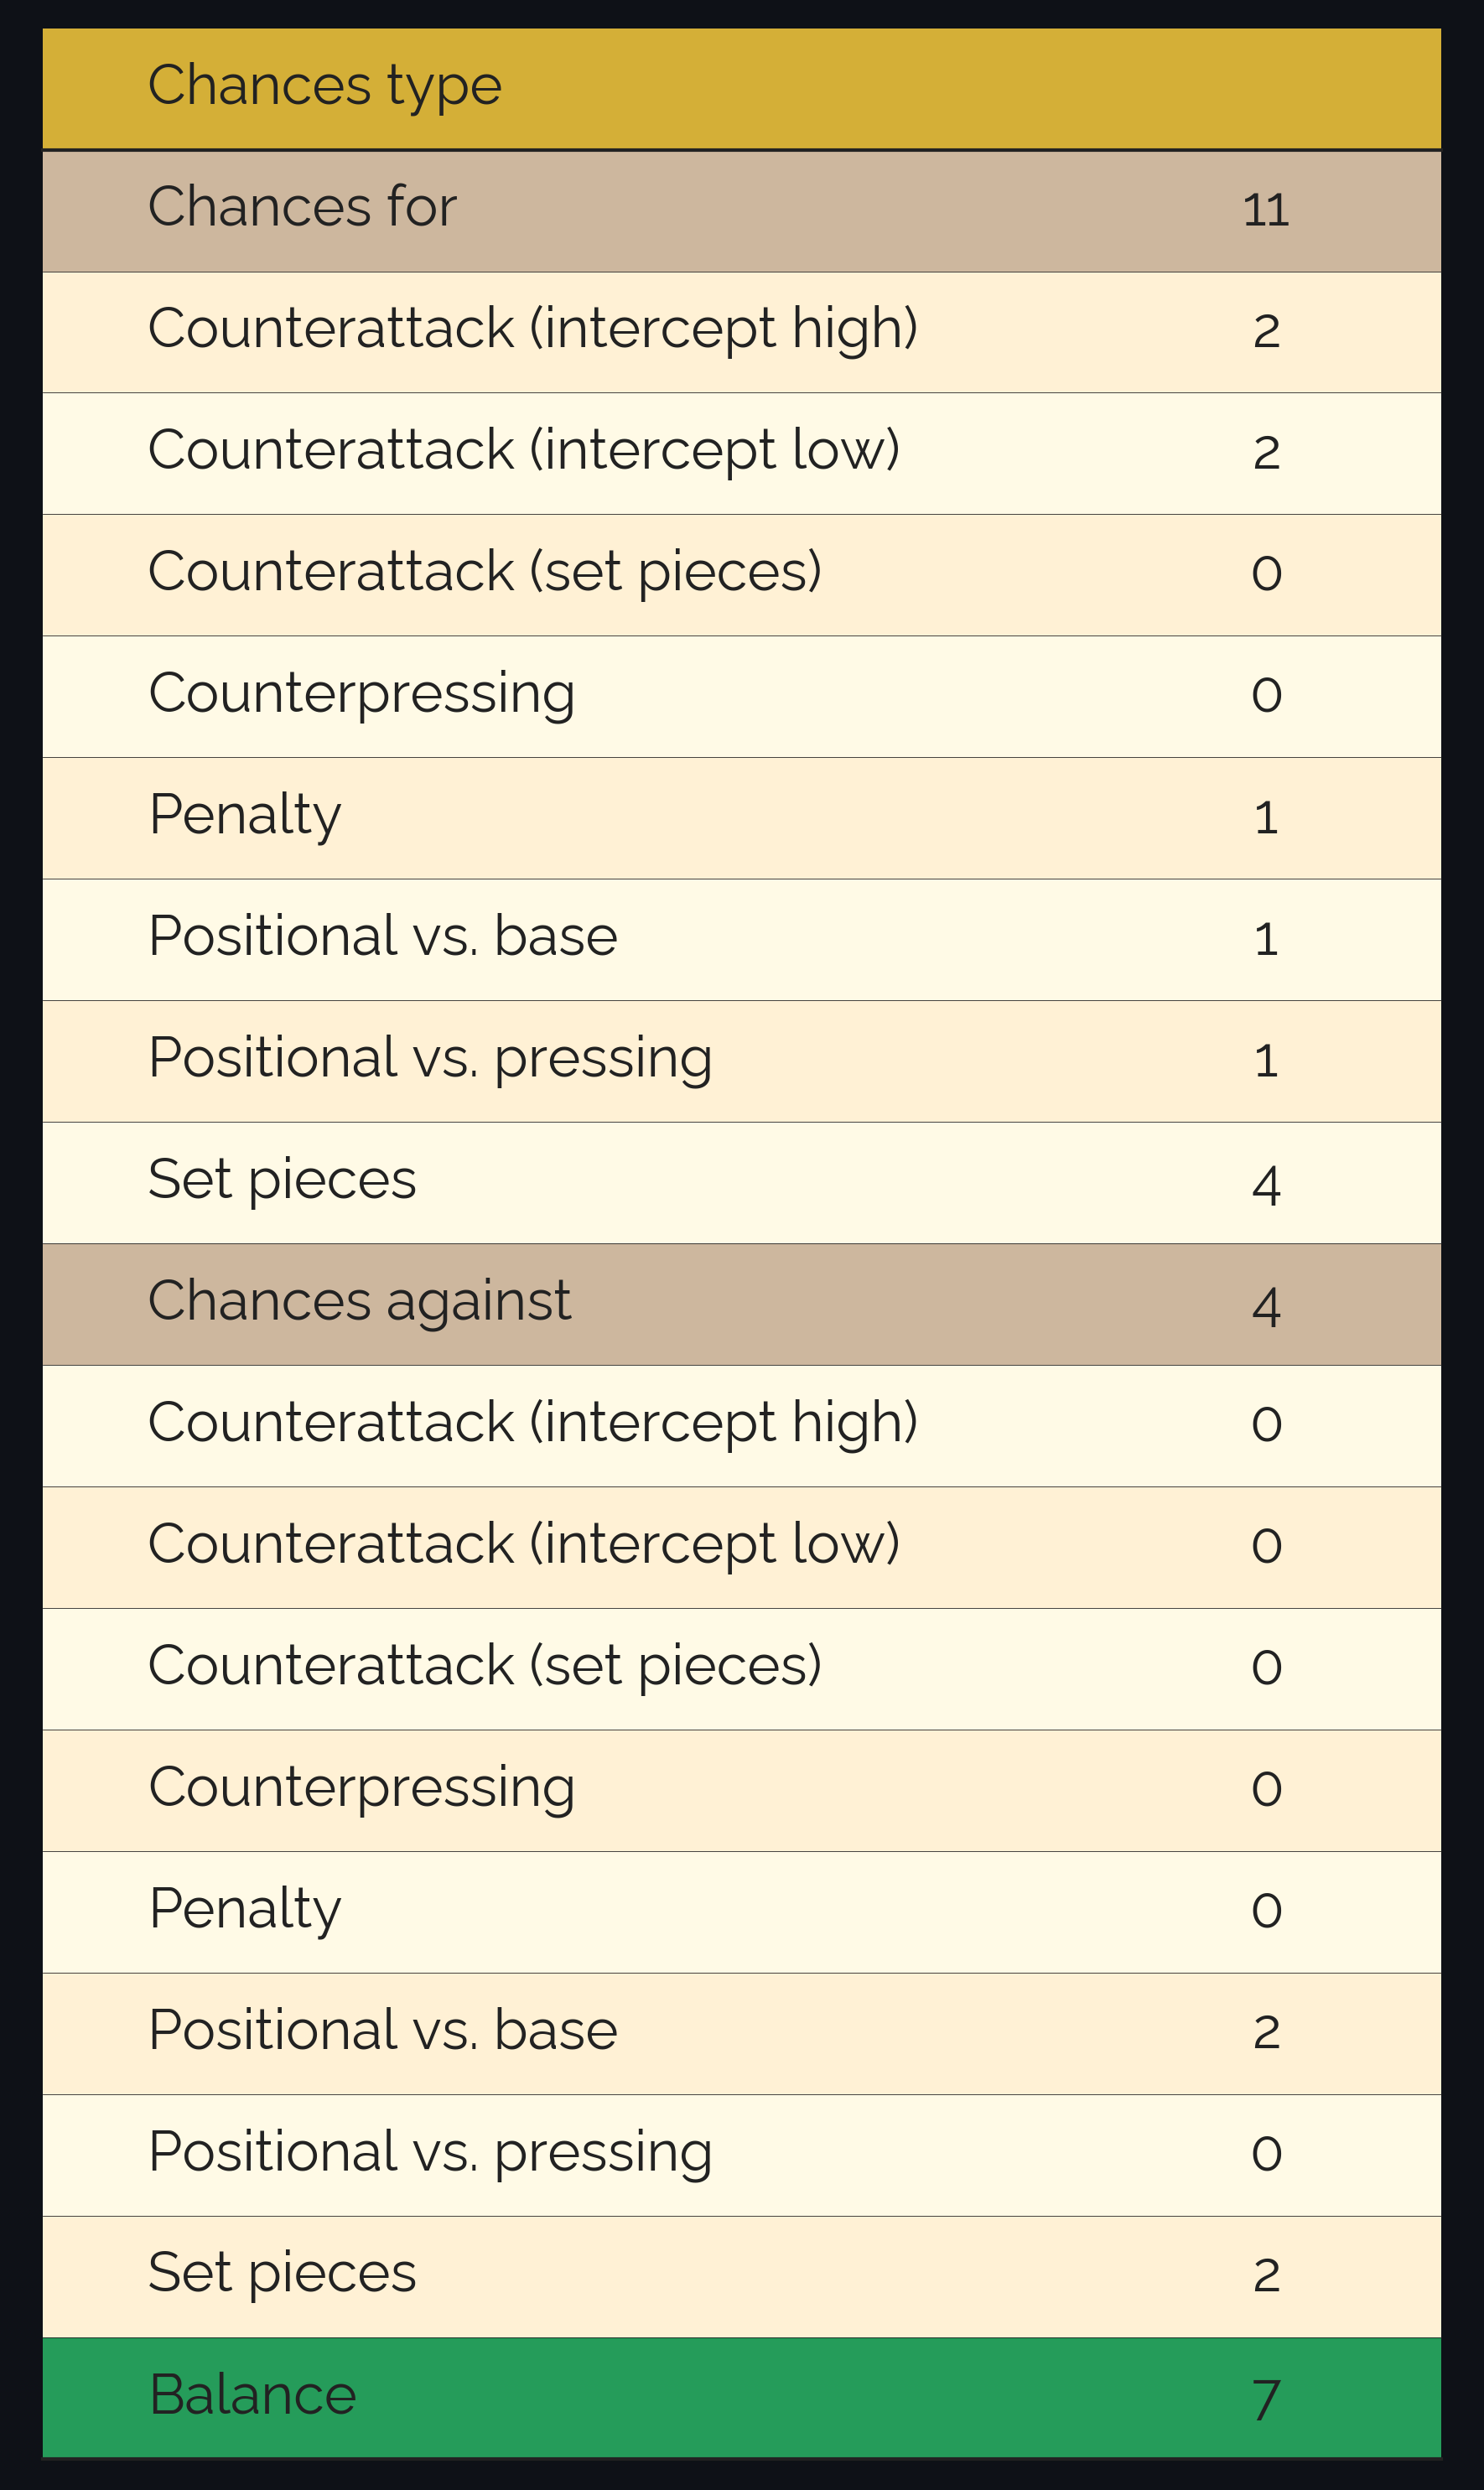 Chances type
Chances for 11
Counterattack (intercept high) 2
Counterattack (intercept low) 2
Counterattack (set pieces) 0
Counterpressing 0
Penalty 1
Positional vs. base 1
Positional vs. pressing 1
Set pieces 4
Chances against 4
Counterattack (intercept high) 0
Counterattack (intercept low) 0
Counterattack (set pieces) 0
Counterpressing 0
Penalty 0
Positional vs. base 2
Positional vs. pressing 0
Set pieces 2
Balance 7